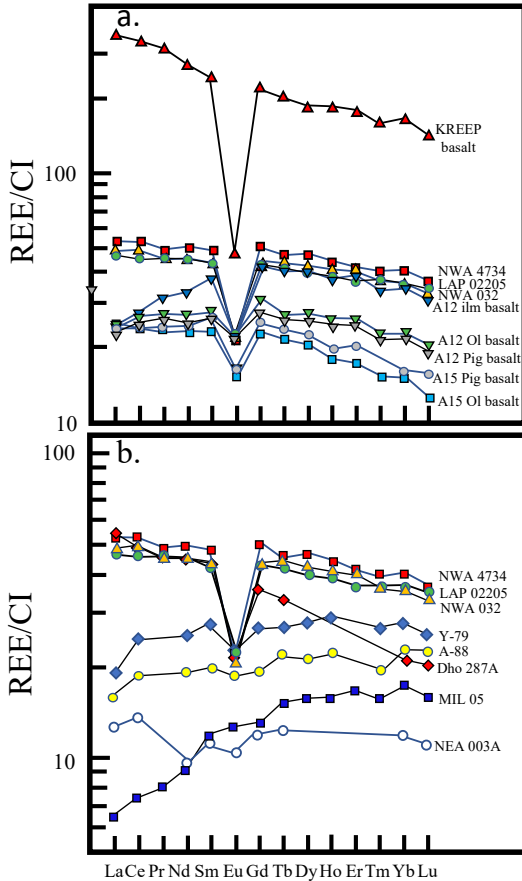 a.
REE/CI
100
10
KREEP
basalt
NWA 4734
LAP 02205
NWA 032
A12 ilm basalt
A12 Ol basalt
A12 Pig basalt
A15 Pig basalt
A15 Ol basalt
b.
REE/CI
100
10
NWA 4734
LAP 02205
NWA 032
Y-79
A-88
Dho 287A
MIL 05
NEA 003A
La Ce Pr Nd Sm Eu Gd Tb Dy Ho Er Tm Yb Lu